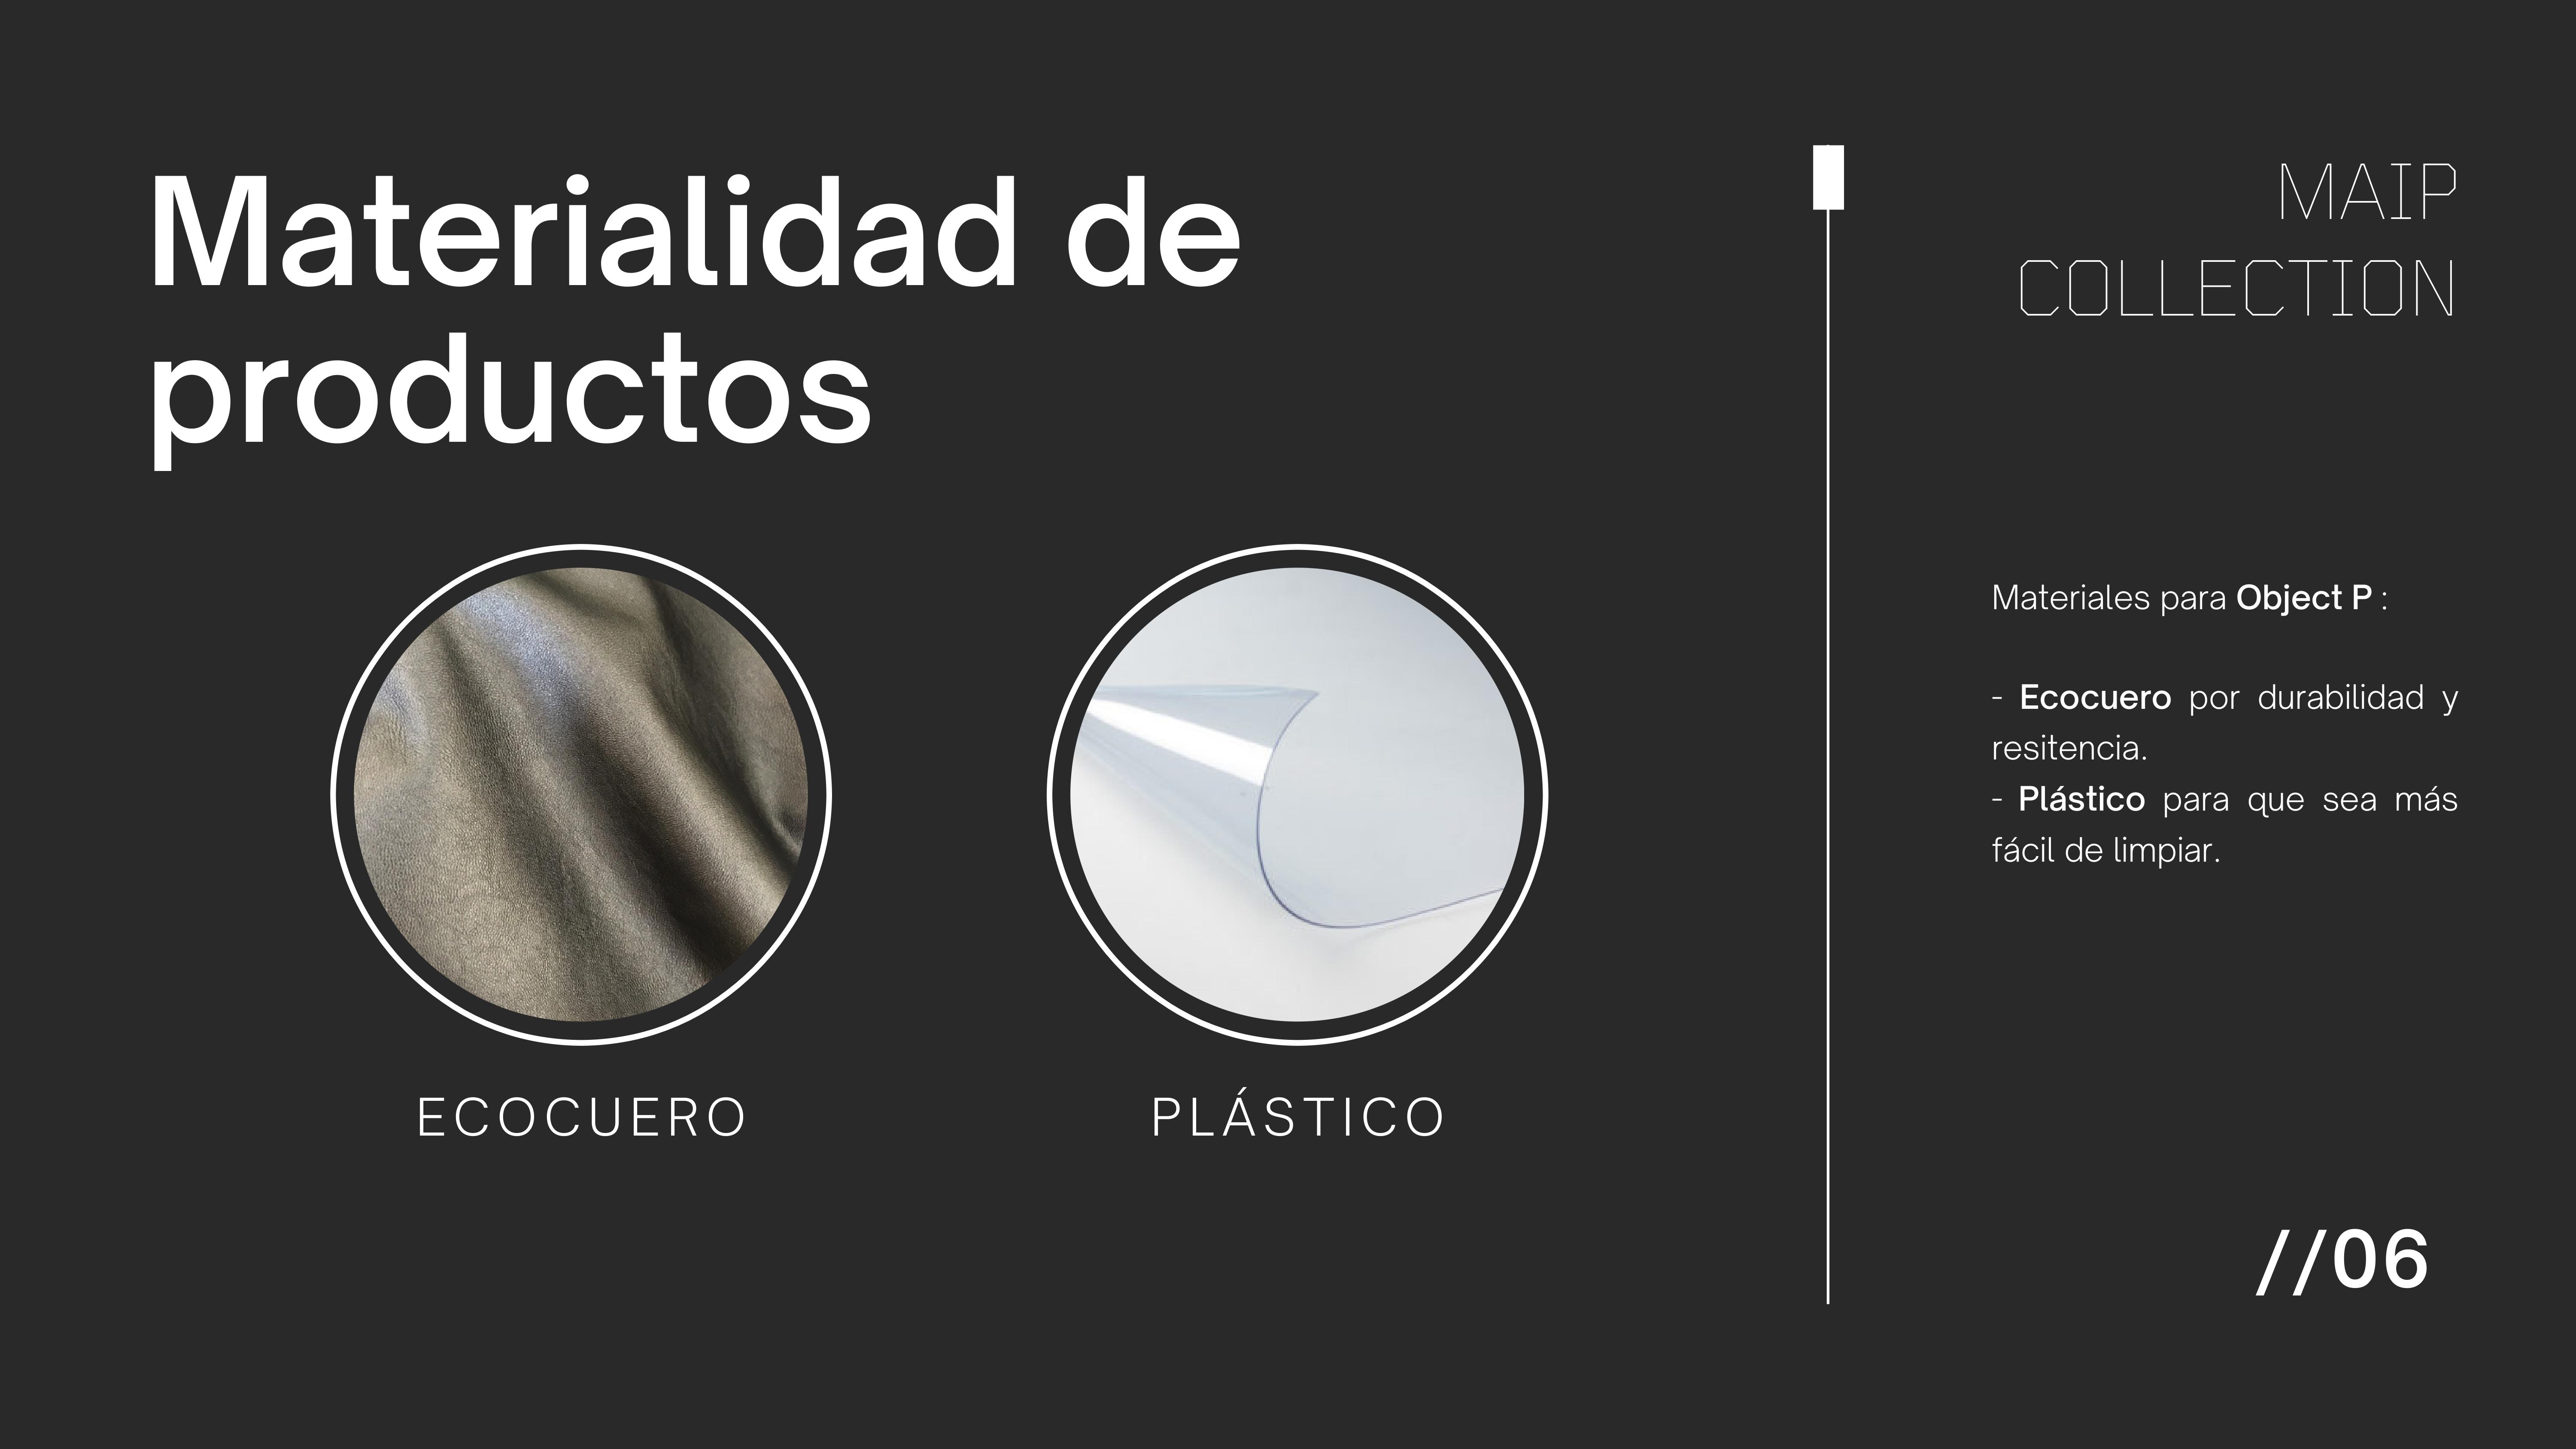 Materialidad de
productos
ECOCUERO
PLÁSTICO
MAIP
COLLECTION
Materiales para Object P :
- Ecocuero por durabilidad y
resitencia.
- Plástico para que sea más
fácil de limpiar.
//06